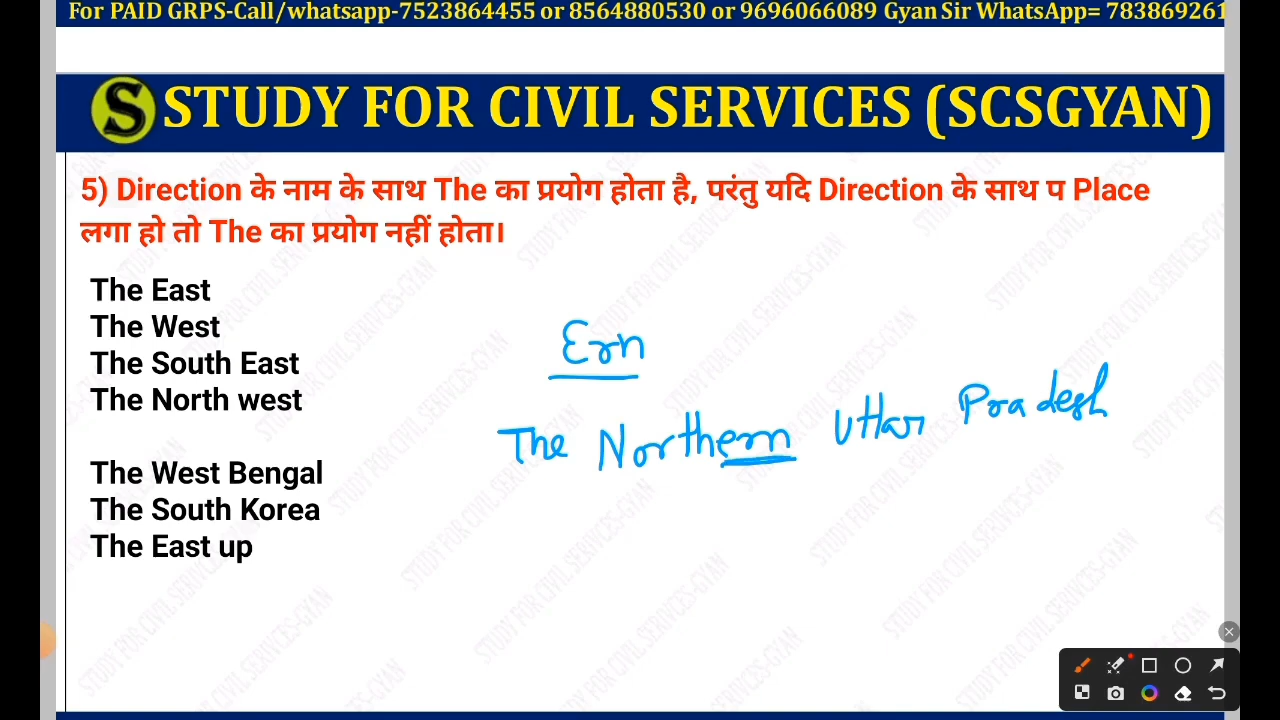 For PAID GRPS-Call/whatsapp-7523864455 or 8564880530 or 9696066089 Gyan Sir WhatsApp= 783869261
S STUDY FOR CIVIL SERVICES (SCSGYAN)
5) Direction के नाम के साथ The का प्रयोग होता है, परंतु यदि Direction के साथ प Place
लगा हो तो The का प्रयोग नहीं होता।
The East
The West
The South East
The North west
Ern
The Northern Uttar Pradesh
The West Bengal
The South Korea
The East up